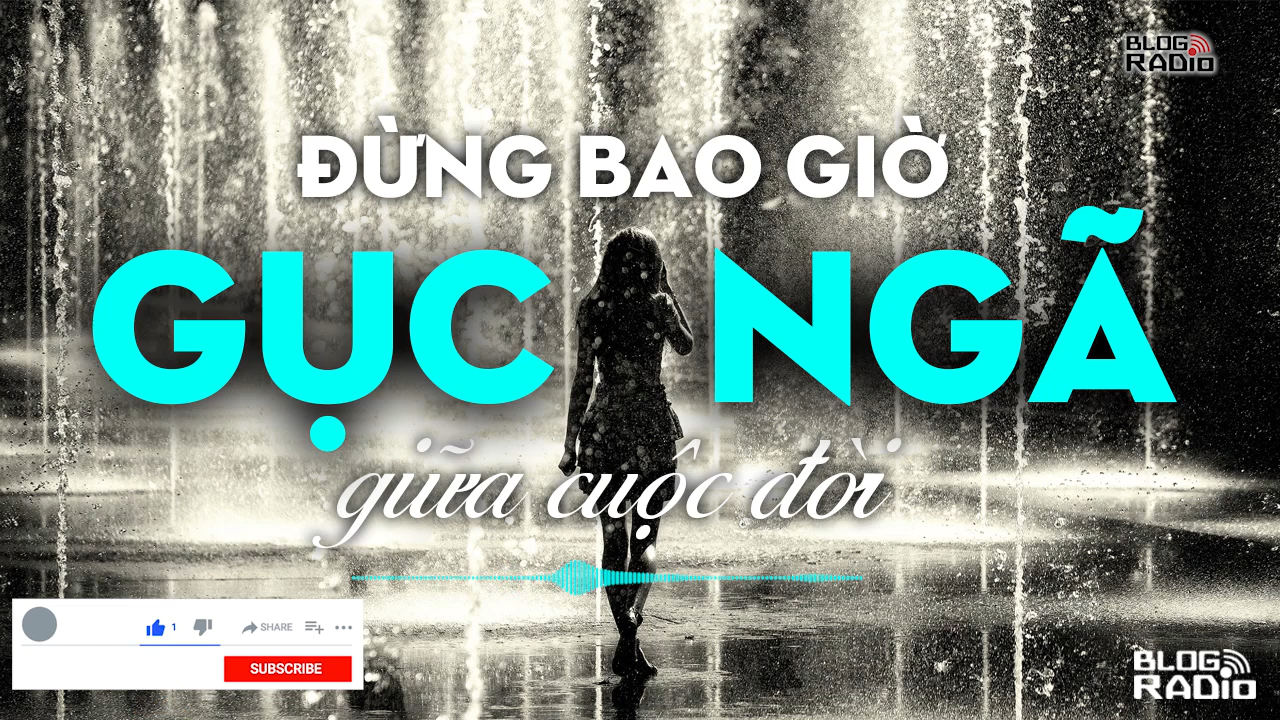 BLOG
RADIO
ĐỪNG BAO GIỜ
GỤC NGÃ
giữa cuộc đời
1
SHARE
SUBSCRIBE
BLOG
RADIO